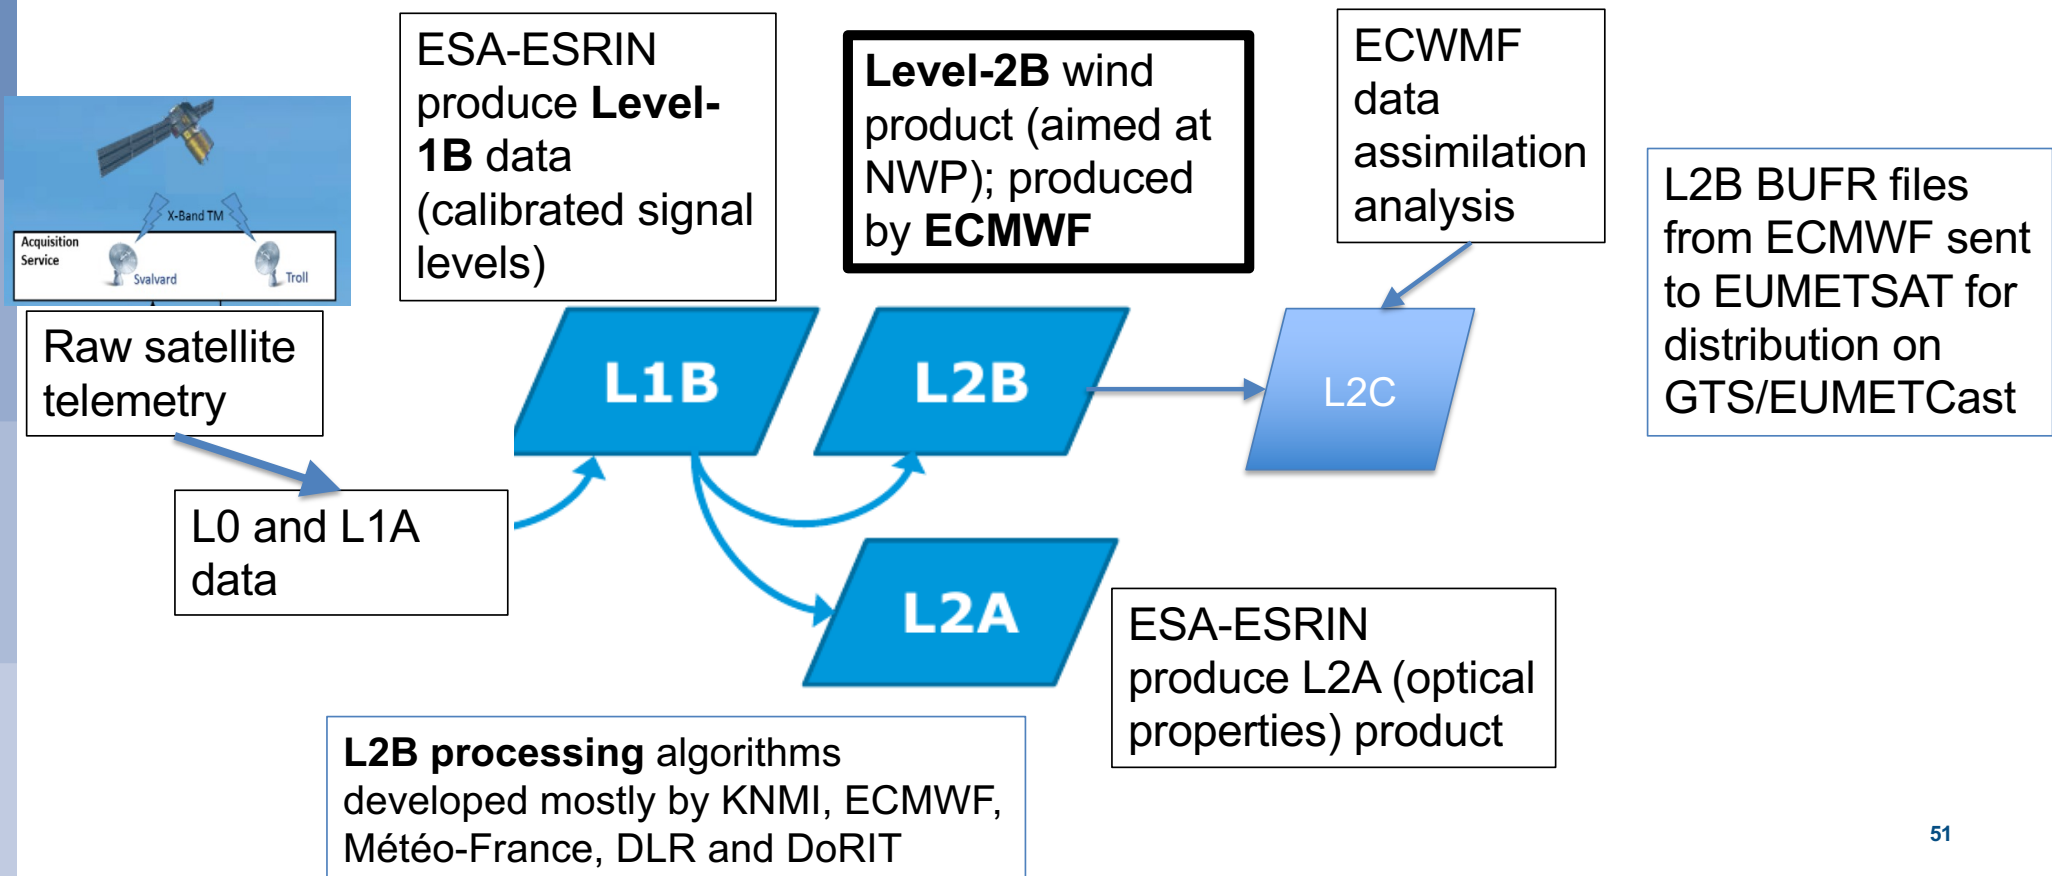 X-Band TM
Acquisition
Service
Svalvard
Troll
Raw satellite
telemetry
L0 and L1A
data
ESA-ESRIN
produce Level-
1B data
(calibrated signal
levels)
Level-2B wind
product (aimed at
NWP); produced
by ECMWF
ECWMF
data
assimilation
analysis
L2B BUFR files
from ECMWF sent
to EUMETSAT for
distribution on
GTS/EUMETCast
L1B
L2B
L2C
L2A
ESA-ESRIN
produce L2A (optical
properties) product
L2B processing algorithms
developed mostly by KNMI, ECMWF,
Météo-France, DLR and DoRIT
51